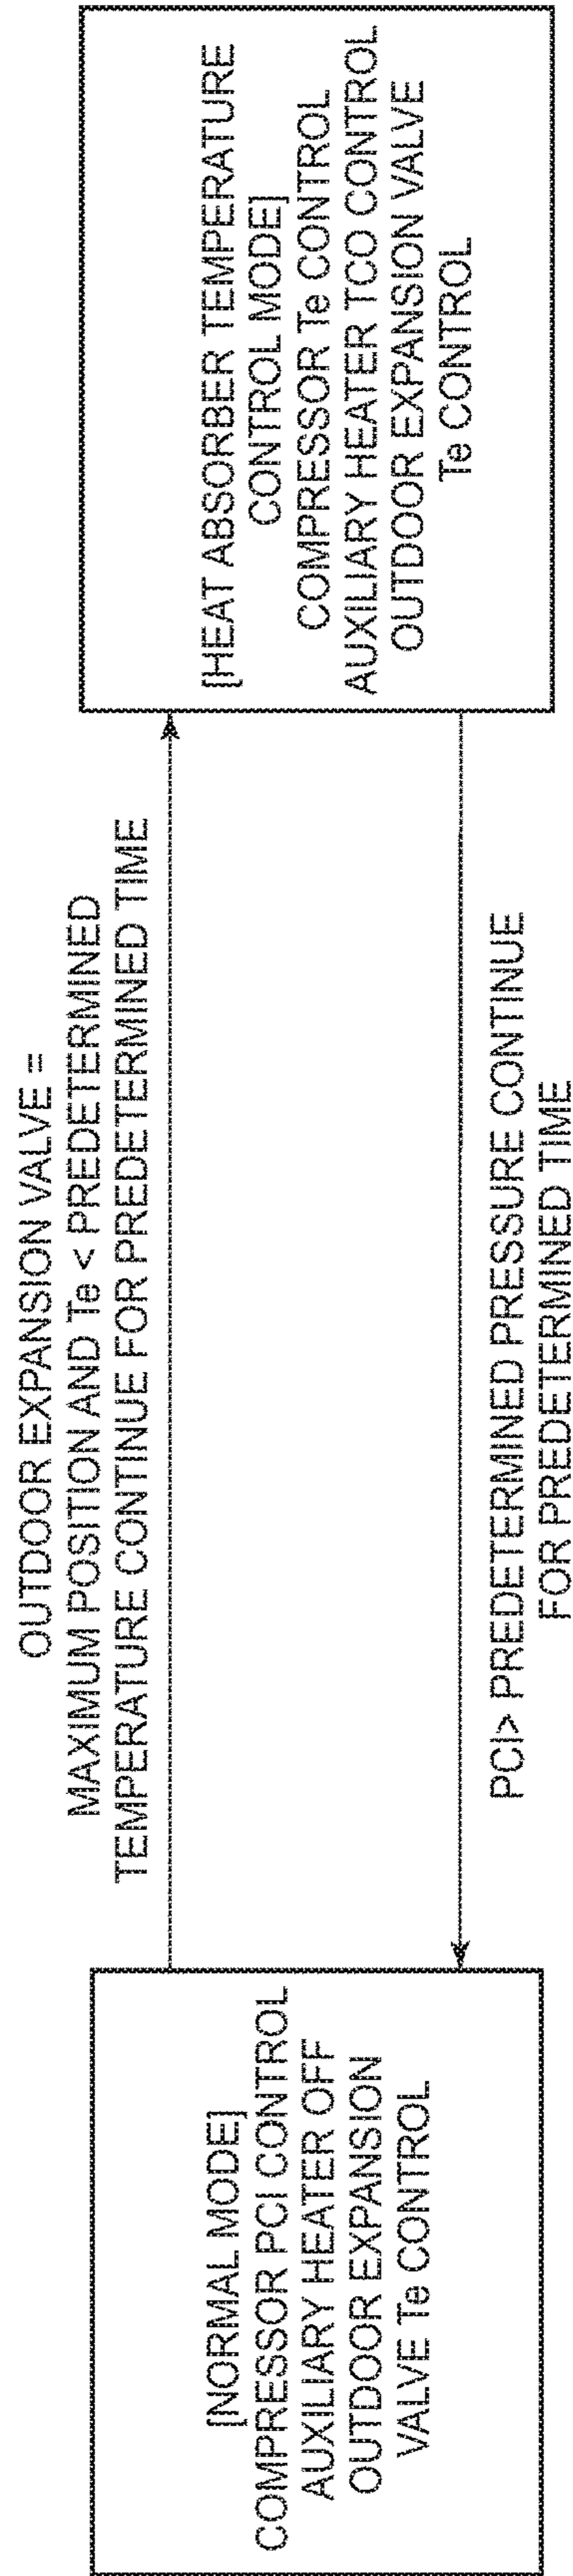 [NORMAL MODE]
COMPRESSOR PCI CONTROL
AUXILIARY HEATER OFF
OUTDOOR EXPANSION
VALVE Te CONTROL
OUTDOOR EXPANSION VALVE =
MAXIMUM POSITION AND Te < PREDETERMINED
TEMPERATURE CONTINUE FOR PREDETERMINED TIME
PCI> PREDETERMINED PRESSURE CONTINUE
FOR PREDETERMINED TIME
[HEAT ABSORBER TEMPERATURE
CONTROL MODE]
COMPRESSOR Te CONTROL
AUXILIARY HEATER TCO CONTROL
OUTDOOR EXPANSION VALVE
Te CONTROL